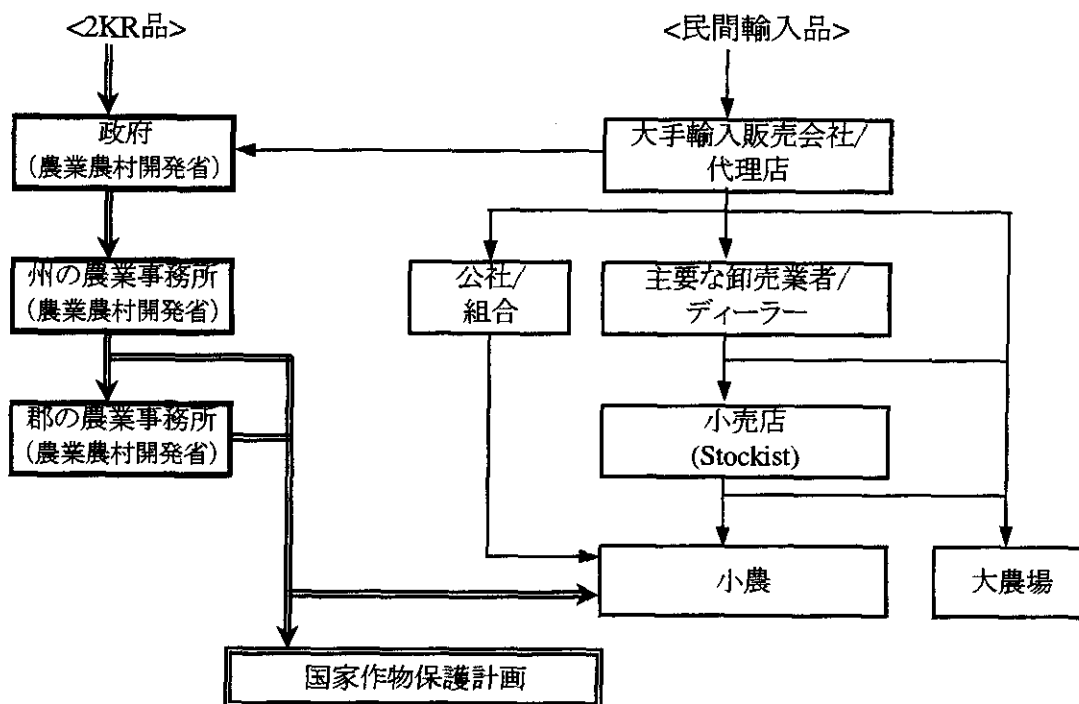 <2KR品>
<民間輸入品>
政府
(農業農村開発省)
大手輸入販売会社/
代理店
州の農業事務所
(農業農村開発省)
公社/
組合
主要な卸売業者/
ディーラー
郡の農業事務所
(農業農村開発省)
小売店
(Stockist)
小農
大農場
国家作物保護計画